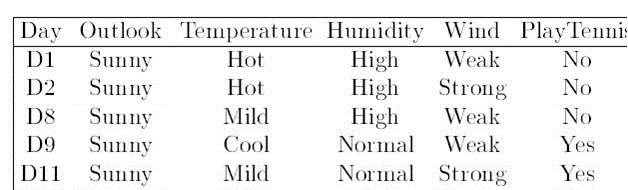 Day Outlook Temperature Humidity Wind PlayTennis
D1 Sunny Hot High Weak No
D2 Sunny Hot High Strong No
D8 Sunny Mild High Weak No
D9 Sunny Cool Normal Weak Yes
D11 Sunny Mild Normal Strong Yes